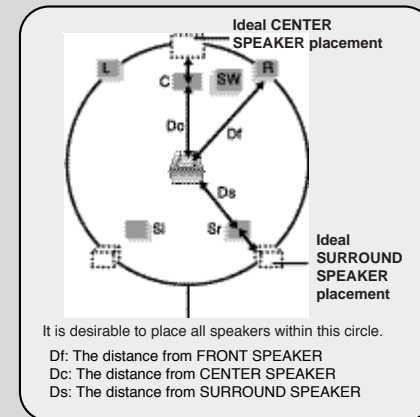 Ideal CENTER
SPEAKER placement
L
R
C
SW
Dc
Df
Ds
Sl
Sr
Ideal
SURROUND
SPEAKER
placement
It is desirable to place all speakers within this circle.
Df: The distance from FRONT SPEAKER
Dc: The distance from CENTER SPEAKER
Ds: The distance from SURROUND SPEAKER